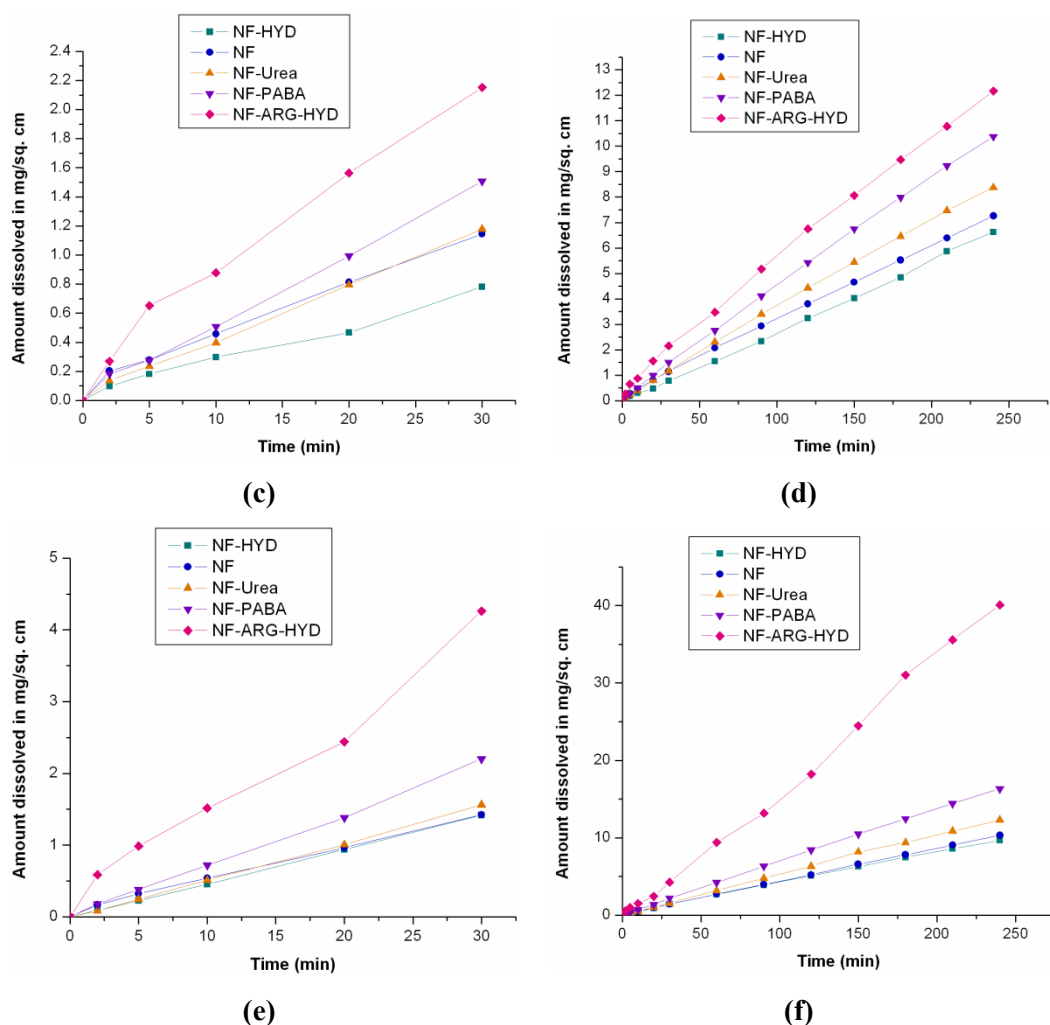 NF-HYD
NF
NF-Urea
NF-PABA
NF-ARG-HYD
Amount dissolved in mg/sq. cm
2.4
2.2
2.0
1.8
1.6
1.4
1.2
1.0
0.8
0.6
0.4
0.2
0.0
0 5 10 15 20 25 30
Time (min)
(c)
NF-HYD
NF
NF-Urea
NF-PABA
NF-ARG-HYD
Amount dissolved in mg/sq. cm
13
12
11
10
9
8
7
6
5
4
3
2
1
0
0 50 100 150 200 250
Time (min)
(d)
NF-HYD
NF
NF-Urea
NF-PABA
NF-ARG-HYD
Amount dissolved in mg/sq. cm
5
4
3
2
1
0
0 5 10 15 20 25 30
Time (min)
(e)
NF-HYD
NF
NF-Urea
NF-PABA
NF-ARG-HYD
Amount dissolved in mg/sq. cm
40
30
20
10
0
0 50 100 150 200 250
Time (min)
(f)